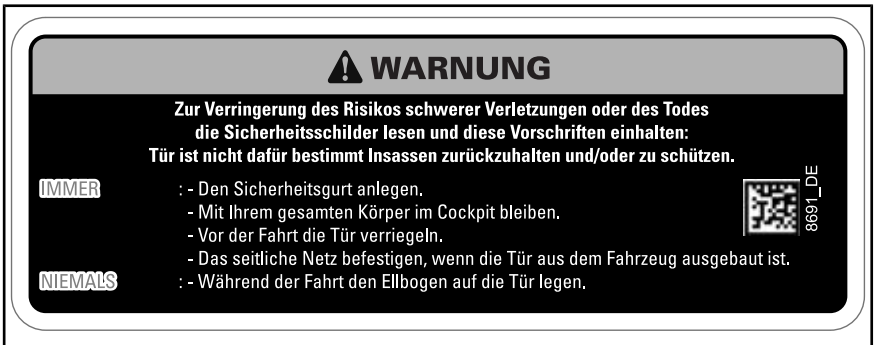 WARNUNG
Zur Verringerung des Risikos schwerer Verletzungen oder des Todes
die Sicherheitsschilder lesen und diese Vorschriften einhalten:
Tür ist nicht dafür bestimmt Insassen zurückzuhalten und/oder zu schützen.
IMMER : - Den Sicherheitsgurt anlegen.
- Mit Ihrem gesamten Körper im Cockpit bleiben.
- Vor der Fahrt die Tür verriegeln.
- Das seitliche Netz befestigen, wenn die Tür aus dem Fahrzeug ausgebaut ist.
NIEMALS : - Während der Fahrt den Ellbogen auf die Tür legen.
8691_DE